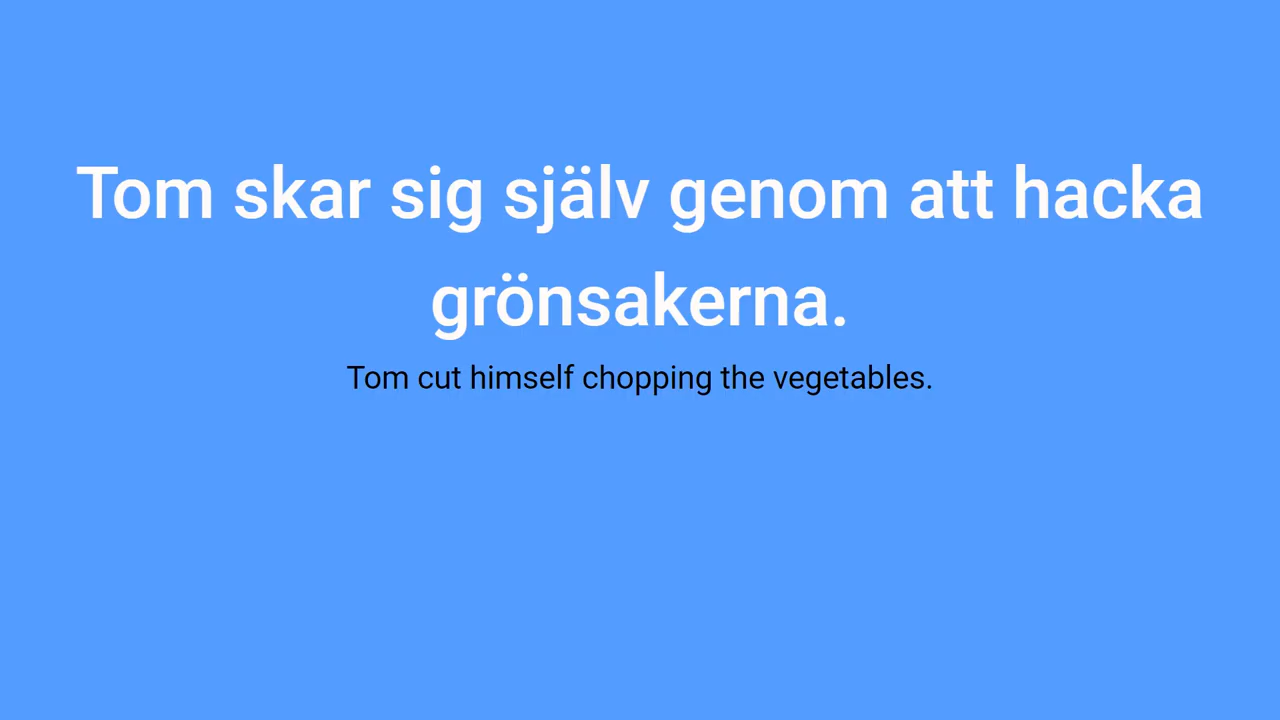 Tom skar sig själv genom att hacka
grönsakerna.
Tom cut himself chopping the vegetables.